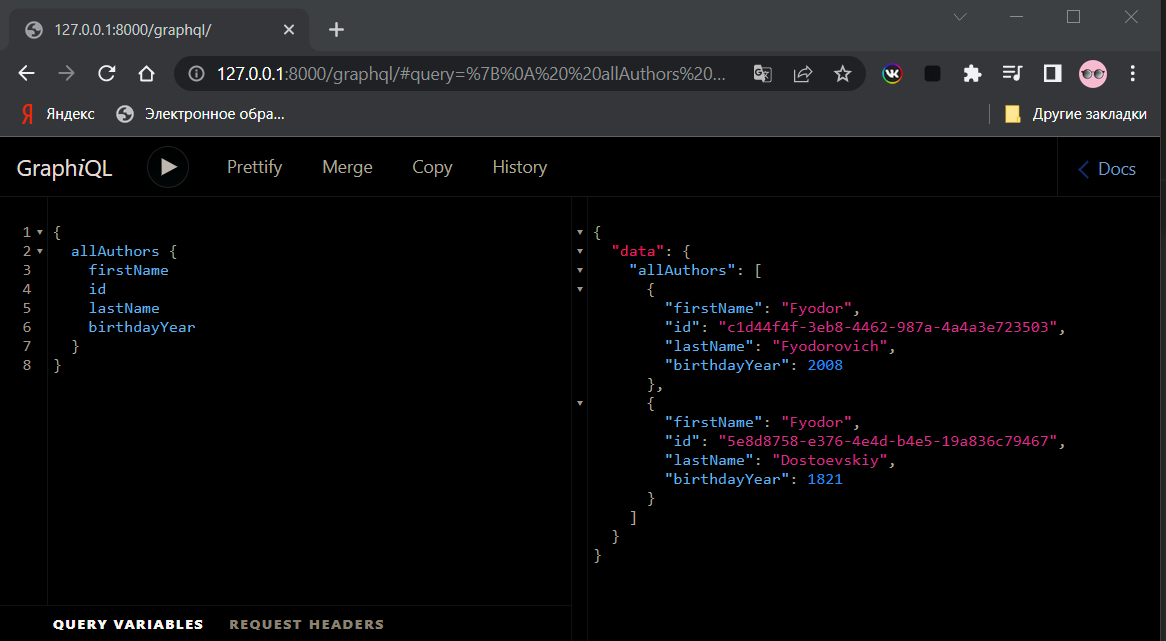 127.0.0.1:8000/graphql/
127.0.0.1:8000/graphql/#query=%7B%0A%20%20allAuthors%20...
Я Яндекс Электронное обра... Другие закладки
GraphiQL Prettify Merge Copy History Docs
1 {
2 allAuthors {
3 firstName
4 id
5 lastName
6 birthdayYear
7 }
8 }
{
"data": {
"allAuthors": [
{
"firstName": "Fyodor",
"id": "c1d44f4f-3eb8-4462-987a-4a4a3e723503",
"lastName": "Fyodorovich",
"birthdayYear": 2008
},
{
"firstName": "Fyodor",
"id": "5e8d8758-e376-4e4d-b4e5-19a836c79467",
"lastName": "Dostoevskiy",
"birthdayYear": 1821
}
]
}
}
QUERY VARIABLES REQUEST HEADERS